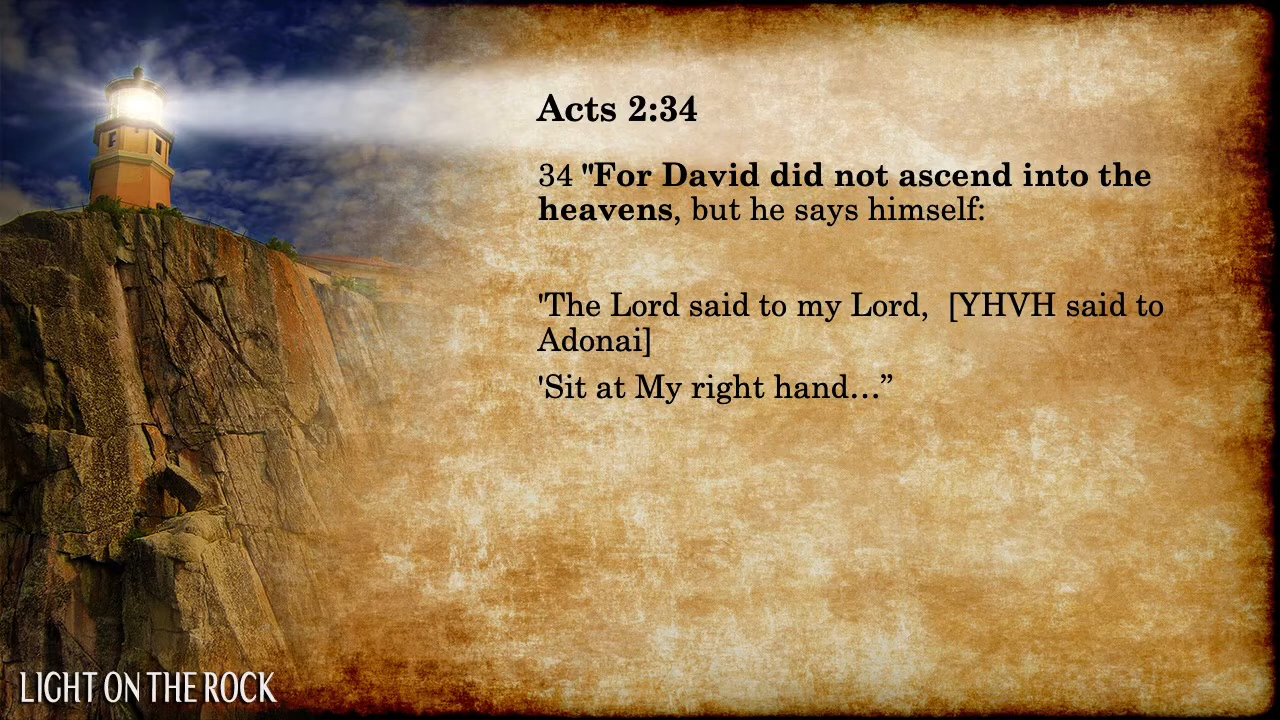 Acts 2:34
34 "For David did not ascend into the
heavens, but he says himself:
'The Lord said to my Lord,  [YHVH said to
Adonai]
'Sit at My right hand…”
LIGHT ON THE ROCK